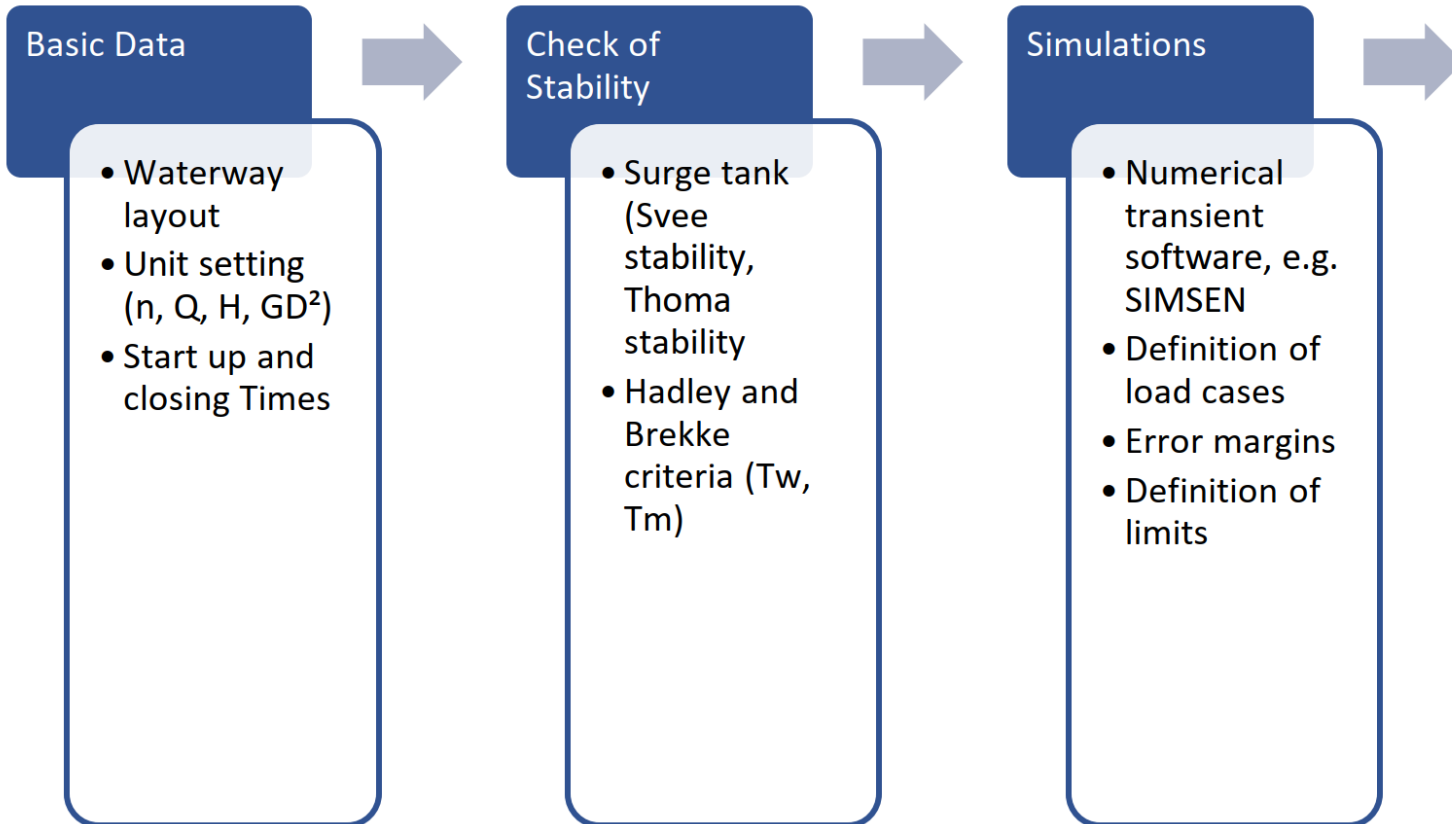 Basic Data
• Waterway
layout
• Unit setting
(n, Q, H, GD²)
• Start up and
closing Times
Check of
Stability
• Surge tank
(Svee
stability,
Thoma
stability
• Hadley and
Brekke
criteria (Tw,
Tm)
Simulations
• Numerical
transient
software, e.g.
SIMSEN
• Definition of
load cases
• Error margins
• Definition of
limits